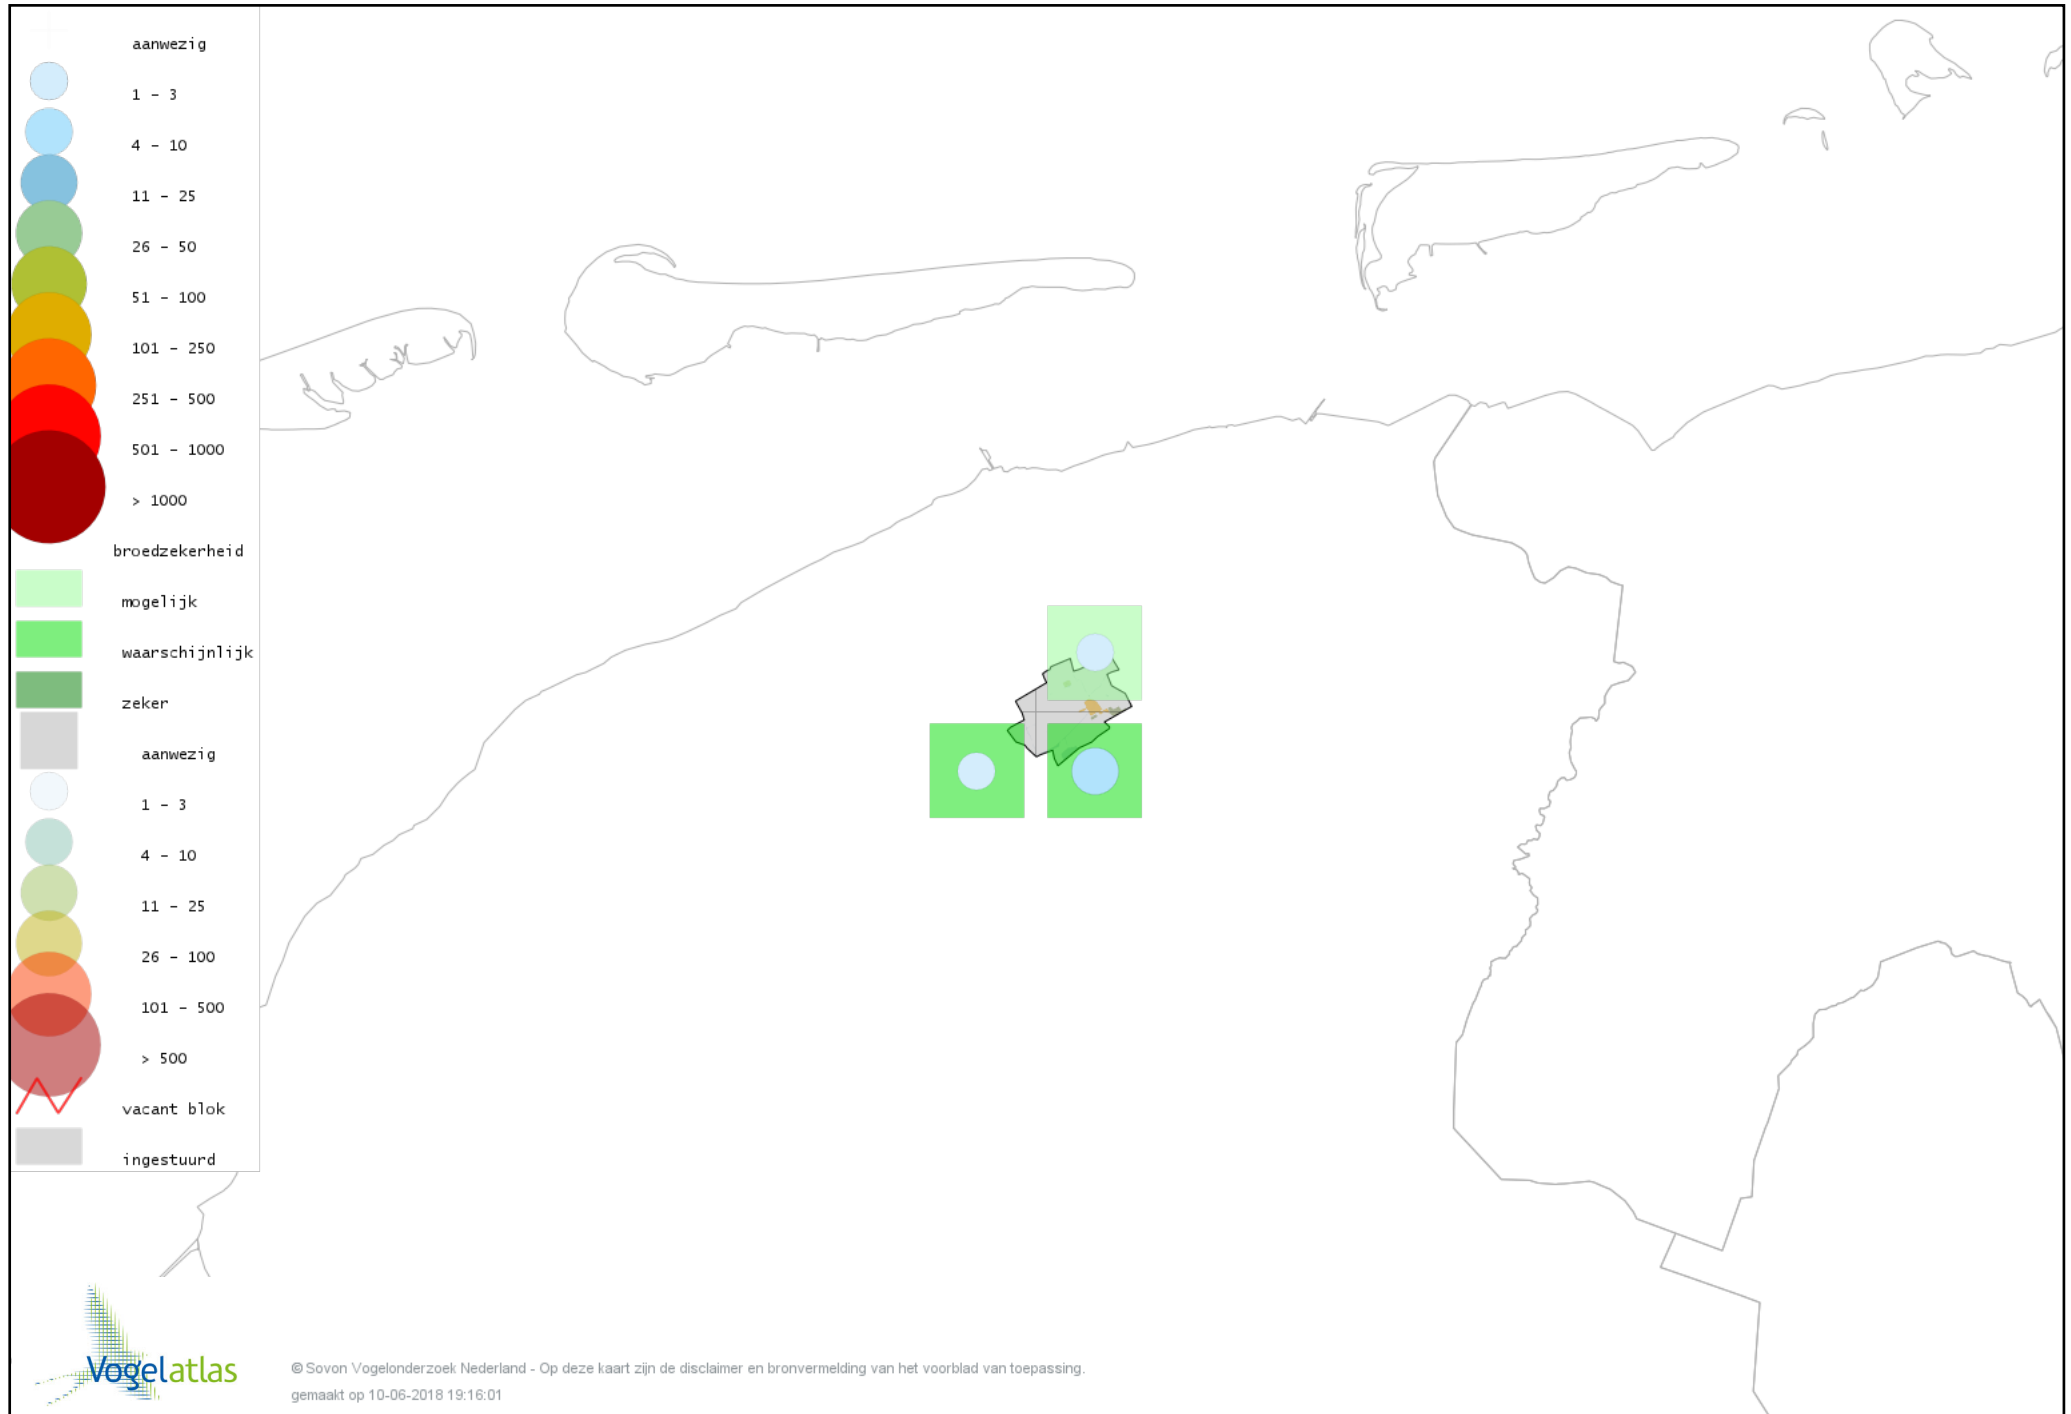 aanwezig
1 - 3
4 - 10
11 - 25
26 - 50
51 - 100
101 - 250
251 - 500
501 - 1000
> 1000
broedzekerheid
mogelijk
waarschijnlijk
zeker
aanwezig
1 - 3
4 - 10
11 - 25
26 - 100
101 - 500
> 500
vacant blok
ingestuurd
Vogelatlas
© Sovon Vogelonderzoek Nederland - Op deze kaart zijn de disclaimer en bronvermelding van het voorblad van toepassing.
gemaakt op 10-06-2018 19:16:01